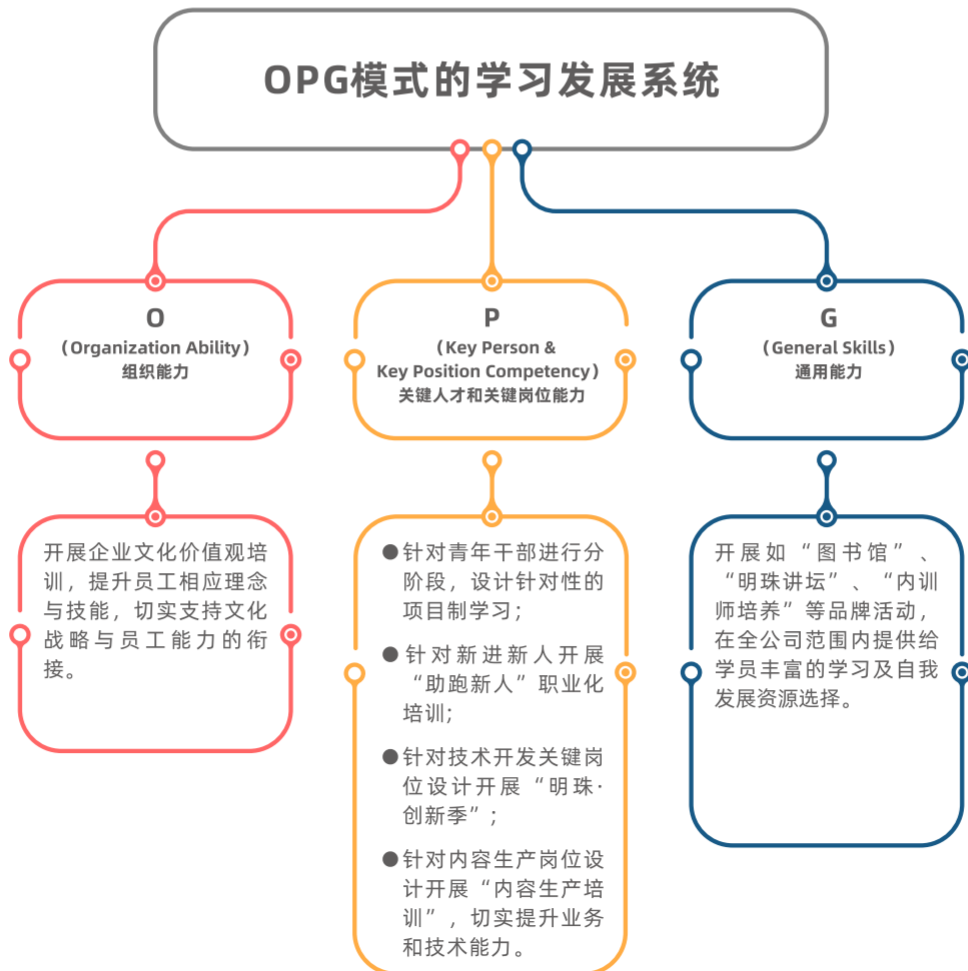 OPG模式的学习发展系统
O
（Organization Ability）
组织能力
开展企业文化价值观培
训，提升员工相应理念
与技能，切实支持文化
战略与员工能力的衔
接。
P
（Key Person &
Key Position Competency）
关键人才和关键岗位能力
●针对青年干部进行分
阶段，设计针对性的
项目制学习；
●针对新进新人开展
“助跑新人”职业化
培训;
●针对技术开发关键岗
位设计开展“明珠·
创新季”；
●针对内容生产岗位设
计开展“内容生产培
训”，切实提升业务
和技术能力。
G
（General Skills）
通用能力
开展如“图书馆”、
“明珠讲坛”、“内训
师培养”等品牌活动，
在全公司范围内提供给
学员丰富的学习及自我
发展资源选择。